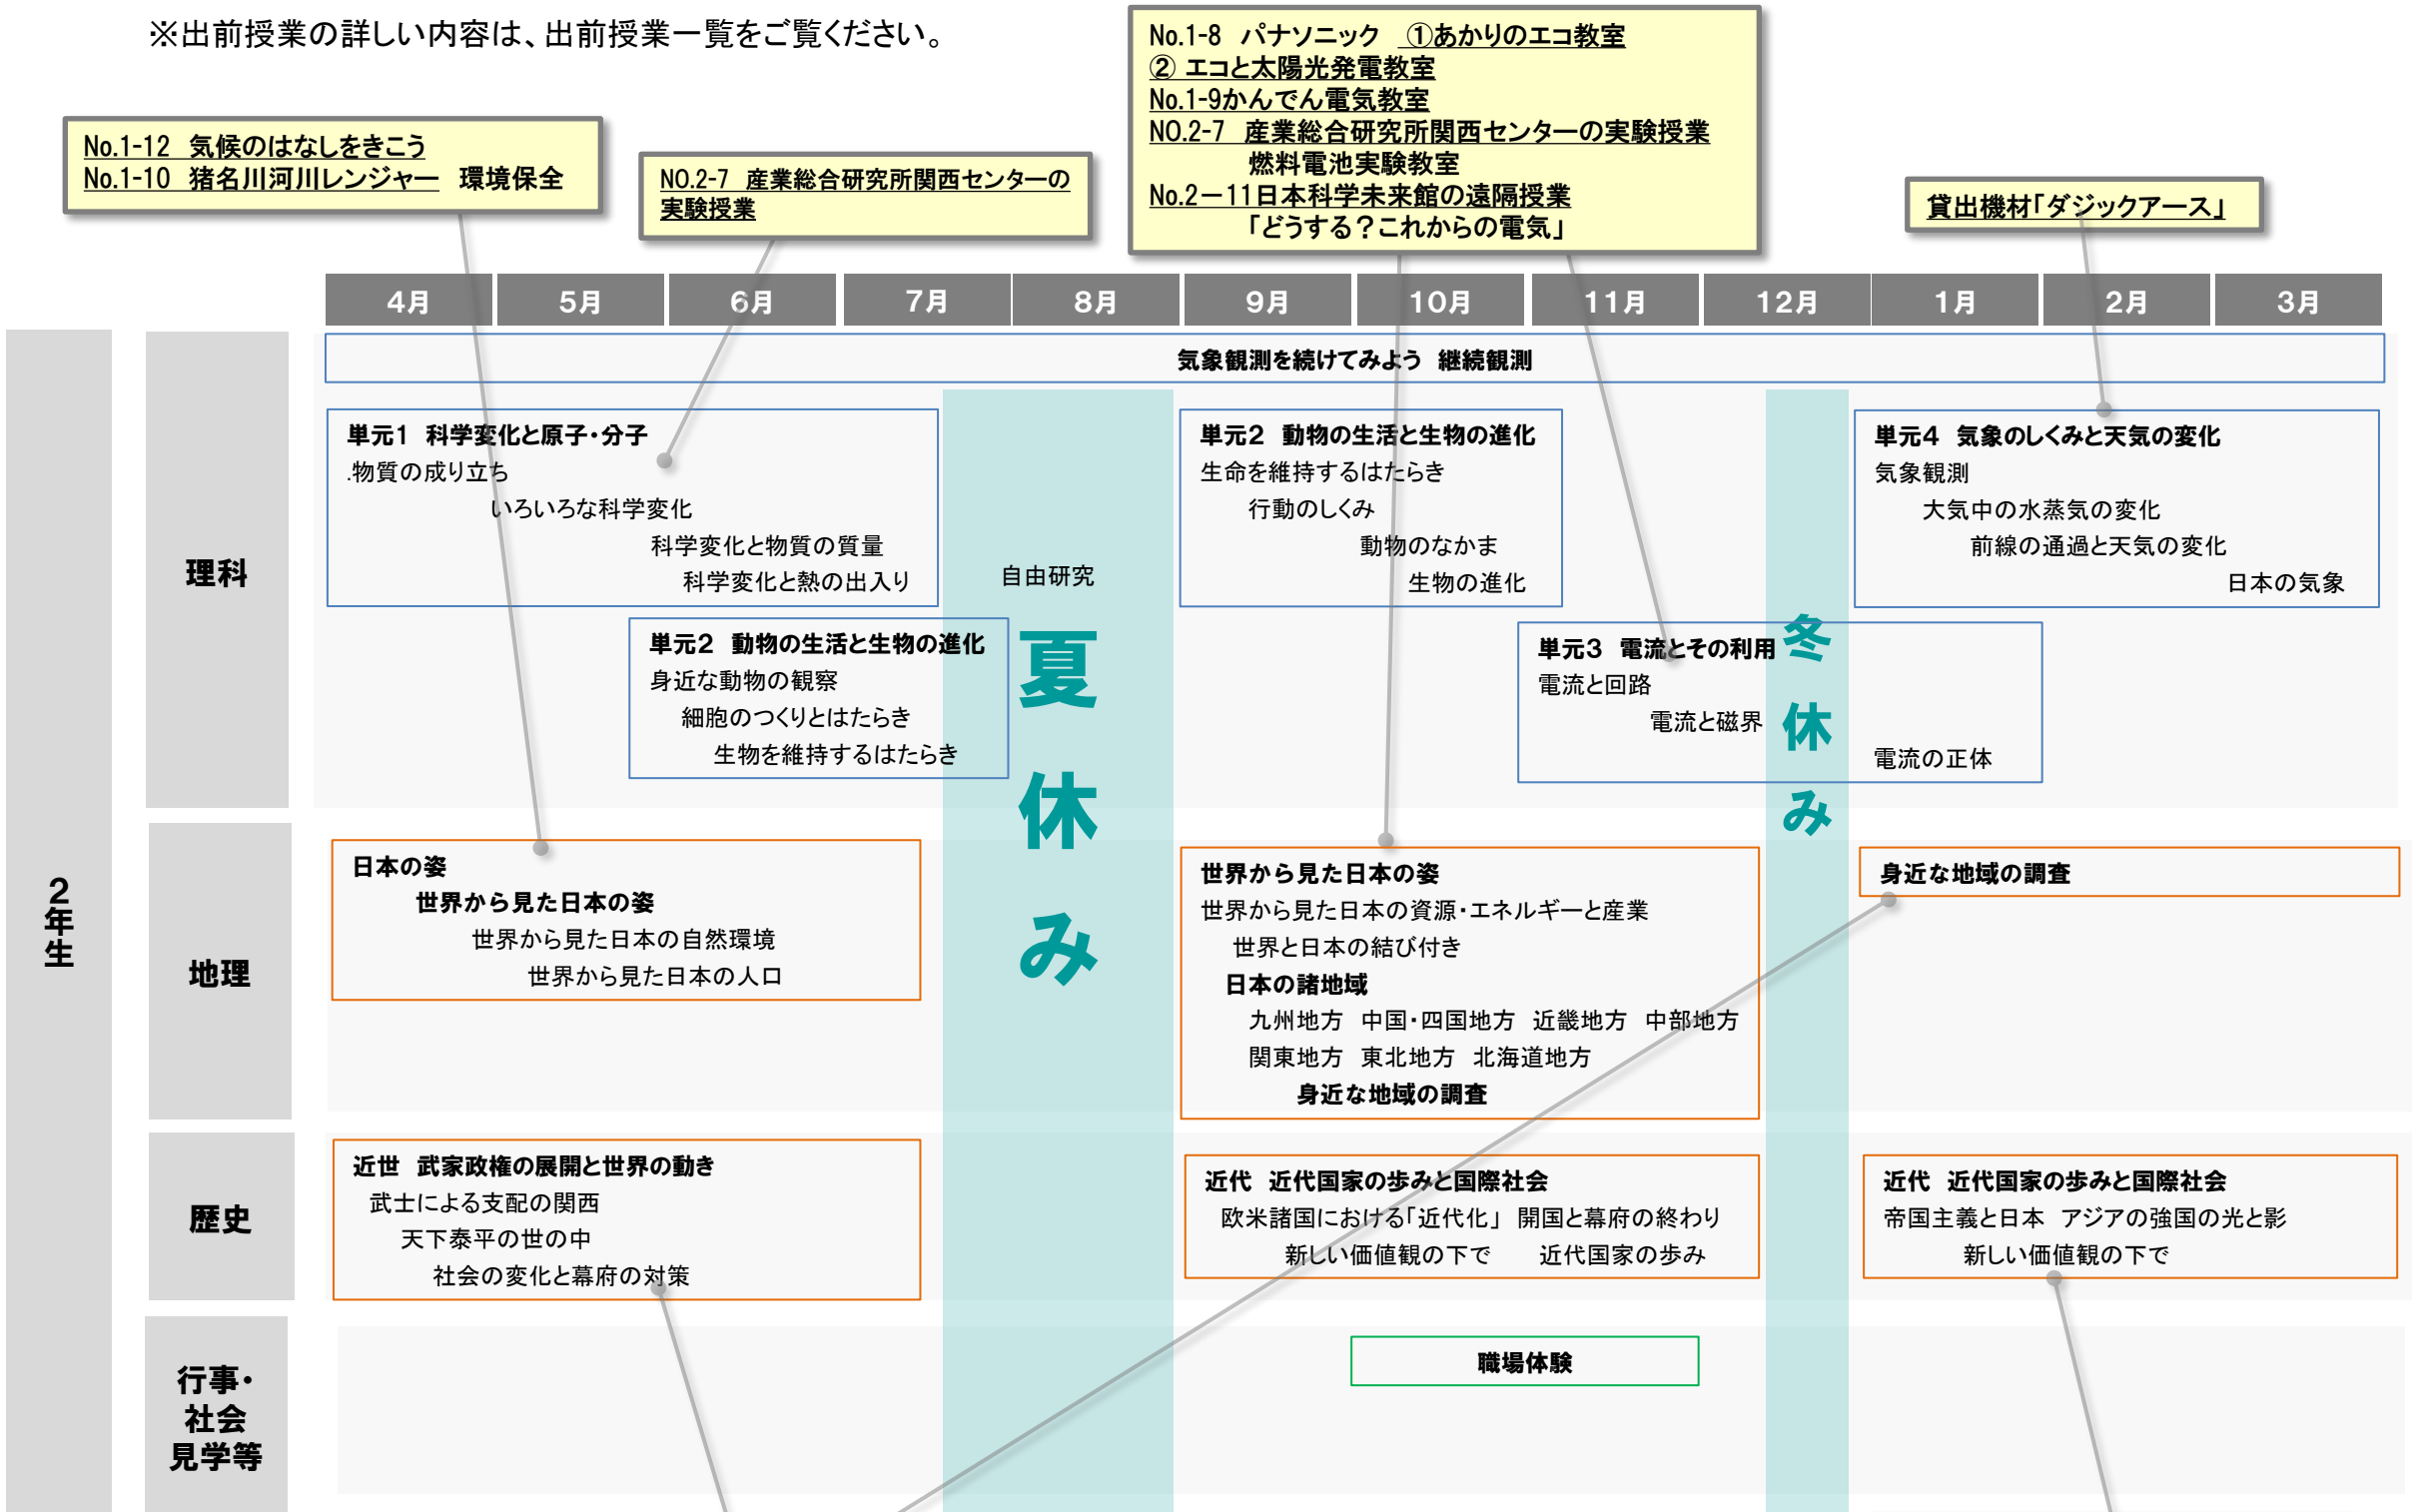 ※出前授業の詳しい内容は、出前授業一覧をご覧ください。
No.1-8　パナソニック　①あかりのエコ教室
② エコと太陽光発電教室
No.1-9かんでん電気教室
NO.2-7　産業総合研究所関西センターの実験授業
燃料電池実験教室
No.2－11日本科学未来館の遠隔授業
「どうする？これからの電気」
No.1-12　気候のはなしをきこう
No.1-10　猪名川河川レンジャー　環境保全
NO.2-7　産業総合研究所関西センターの
実験授業
貸出機材「ダジックアース」
4月　5月　6月　7月　8月　9月　10月　11月　12月　1月　2月　3月
2年生
理科
気象観測を続けてみよう　継続観測
単元1　科学変化と原子・分子
.物質の成り立ち
いろいろな科学変化
科学変化と物質の質量
科学変化と熱の出入り
単元2　動物の生活と生物の進化
身近な動物の観察
細胞のつくりとはたらき
生物を維持するはたらき
自由研究
夏休み
単元2　動物の生活と生物の進化
生命を維持するはたらき
行動のしくみ
動物のなかま
生物の進化
単元3　電流とその利用
電流と回路
電流と磁界
電流の正体
冬休み
単元4　気象のしくみと天気の変化
気象観測
大気中の水蒸気の変化
前線の通過と天気の変化
日本の気象
地理
日本の姿
世界から見た日本の姿
世界から見た日本の自然環境
世界から見た日本の人口
世界から見た日本の姿
世界から見た日本の資源・エネルギーと産業
世界と日本の結び付き
日本の諸地域
九州地方　中国・四国地方　近畿地方　中部地方
関東地方　東北地方　北海道地方
身近な地域の調査
身近な地域の調査
歴史
近世　武家政権の展開と世界の動き
武士による支配の関西
天下泰平の世の中
社会の変化と幕府の対策
近代　近代国家の歩みと国際社会
欧米諸国における「近代化」　開国と幕府の終わり
新しい価値観の下で　　近代国家の歩み
近代　近代国家の歩みと国際社会
帝国主義と日本　アジアの強国の光と影
新しい価値観の下で
行事・
社会
見学等
職場体験